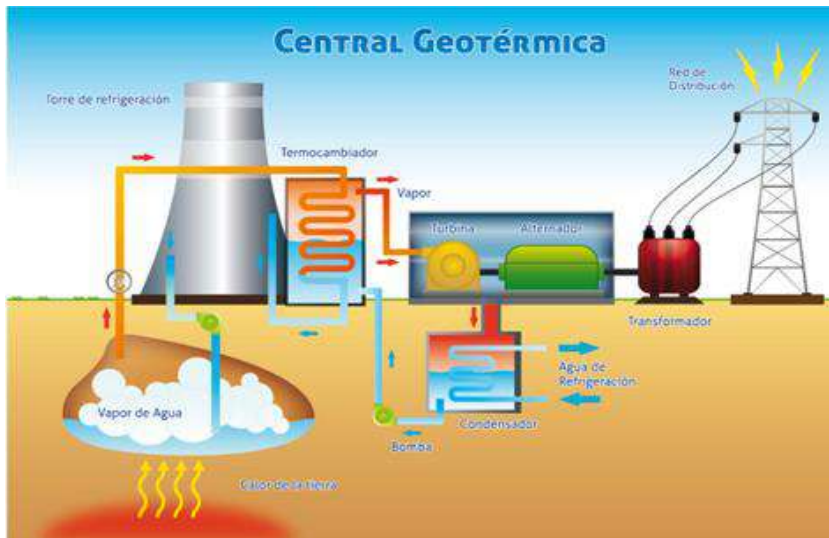 Central Geotérmica
Torre de refrigeración
Red de
Distribución
Termocambiador
Vapor
Turbina
Alternador
Transformador
Vapor de Agua
Agua de
Refrigeración
Condensador
Bomba
Calor de la tierra